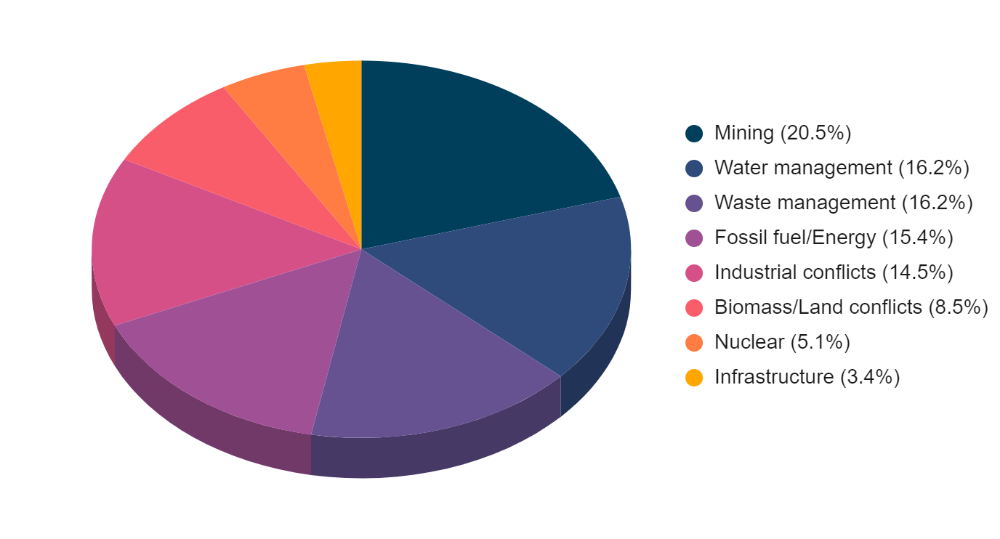 Mining (20.5%)
Water management (16.2%)
Waste management (16.2%)
Fossil fuel/Energy (15.4%)
Industrial conflicts (14.5%)
Biomass/Land conflicts (8.5%)
Nuclear (5.1%)
Infrastructure (3.4%)